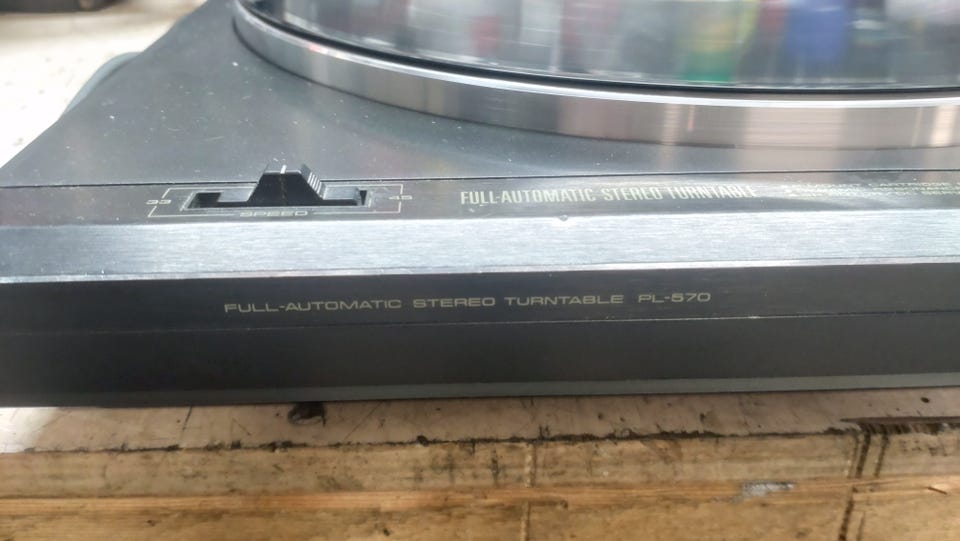 33 SPEED 45
FULL-AUTOMATIC STEREO TURNTABLE
FULL-AUTOMATIC STEREO TURNTABLE PL-570